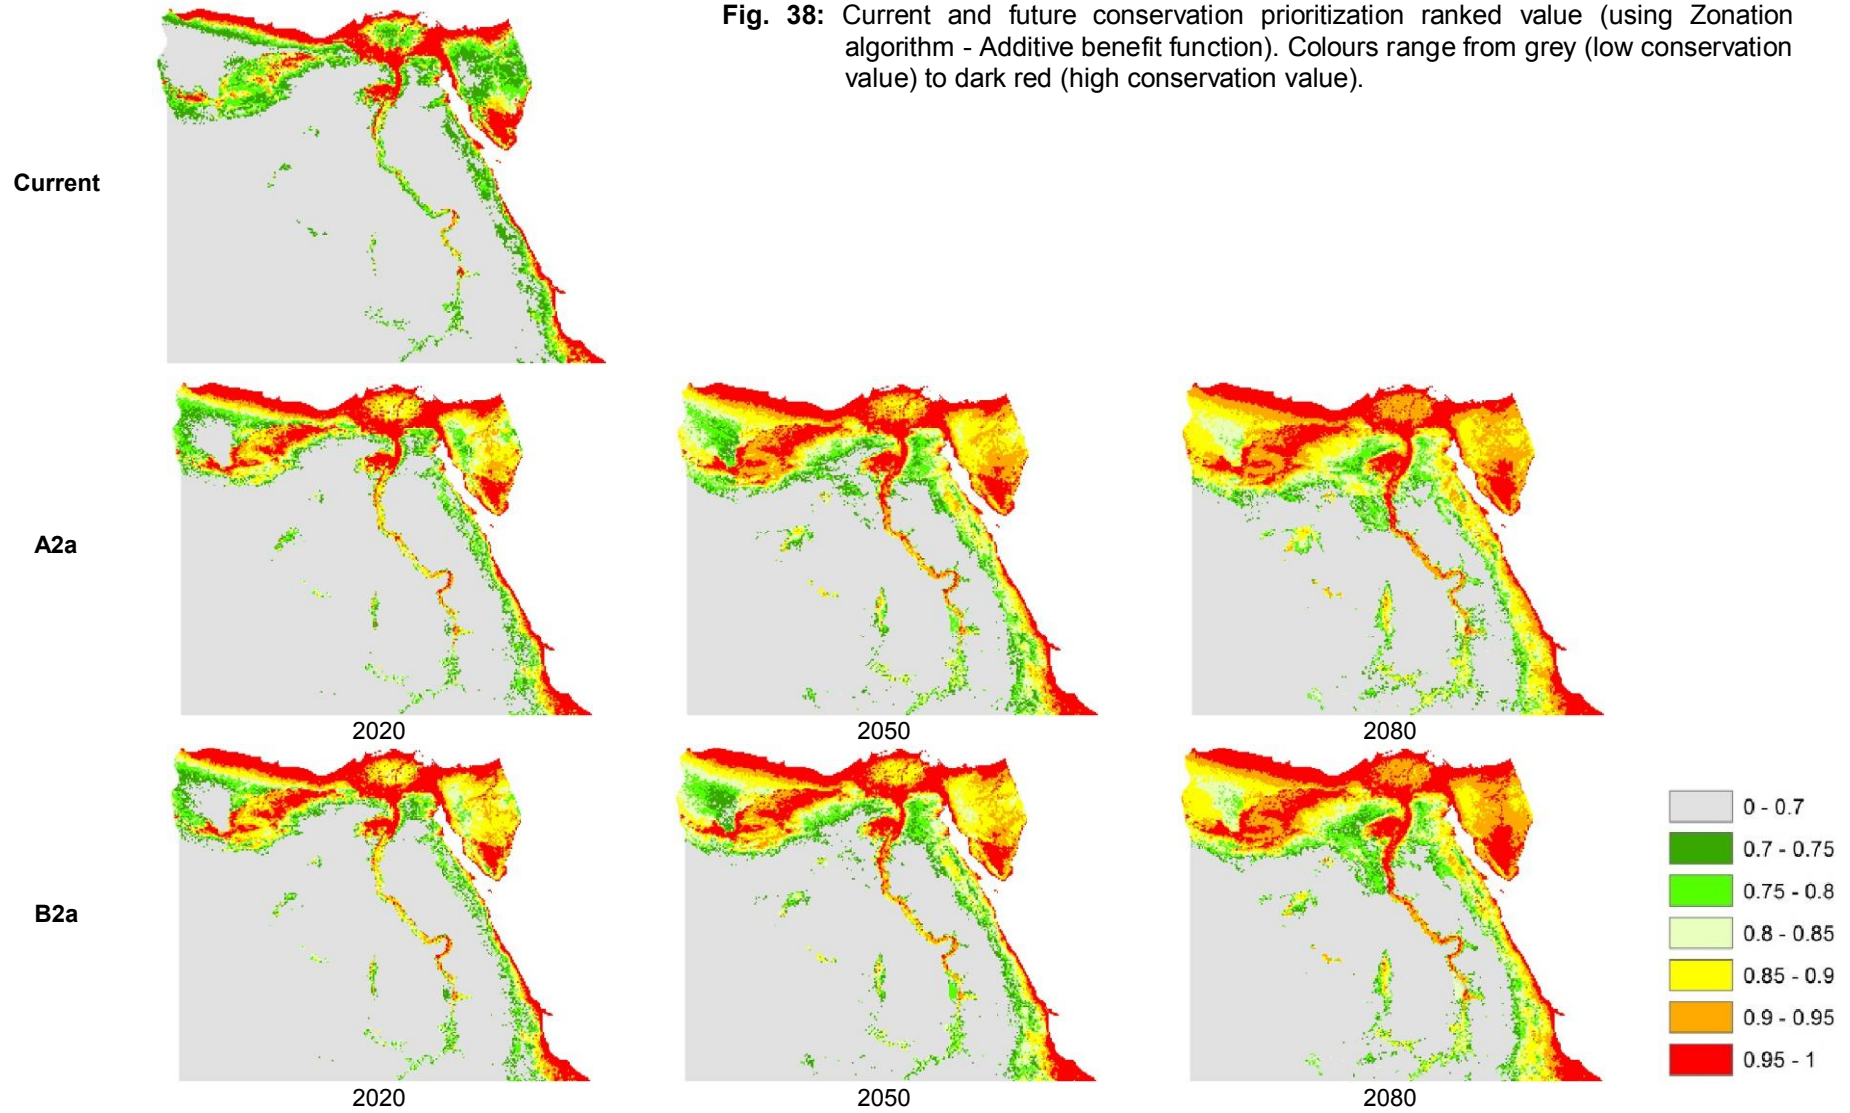 Fig. 38: Current and future conservation prioritization ranked value (using Zonation
algorithm - Additive benefit function). Colours range from grey (low conservation
value) to dark red (high conservation value).
Current
A2a
2020
2050
2080
B2a
2020
2050
2080
0 - 0.7
0.7 - 0.75
0.75 - 0.8
0.8 - 0.85
0.85 - 0.9
0.9 - 0.95
0.95 - 1